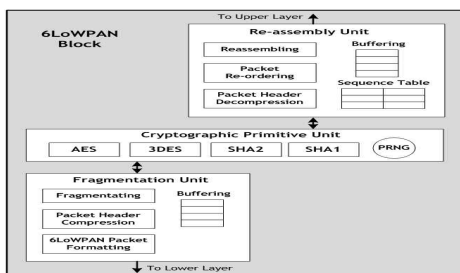 To Upper Layer
6LoWPAN
Block
Re-assembly Unit
Reassembling
Buffering
Packet
Re-ordering
Sequence Table
Packet Header
Decompression
Cryptographic Primitive Unit
AES
3DES
SHA2
SHA1
PRNG
Fragmentation Unit
Fragmentating
Buffering
Packet Header
Compression
6LoWPAN Packet
Formatting
To Lower Layer